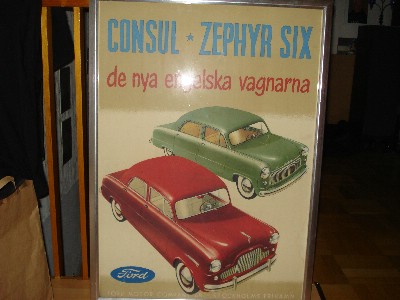 CONSUL ★ ZEPHYR SIX
de nya engelska vagnarna
Ford